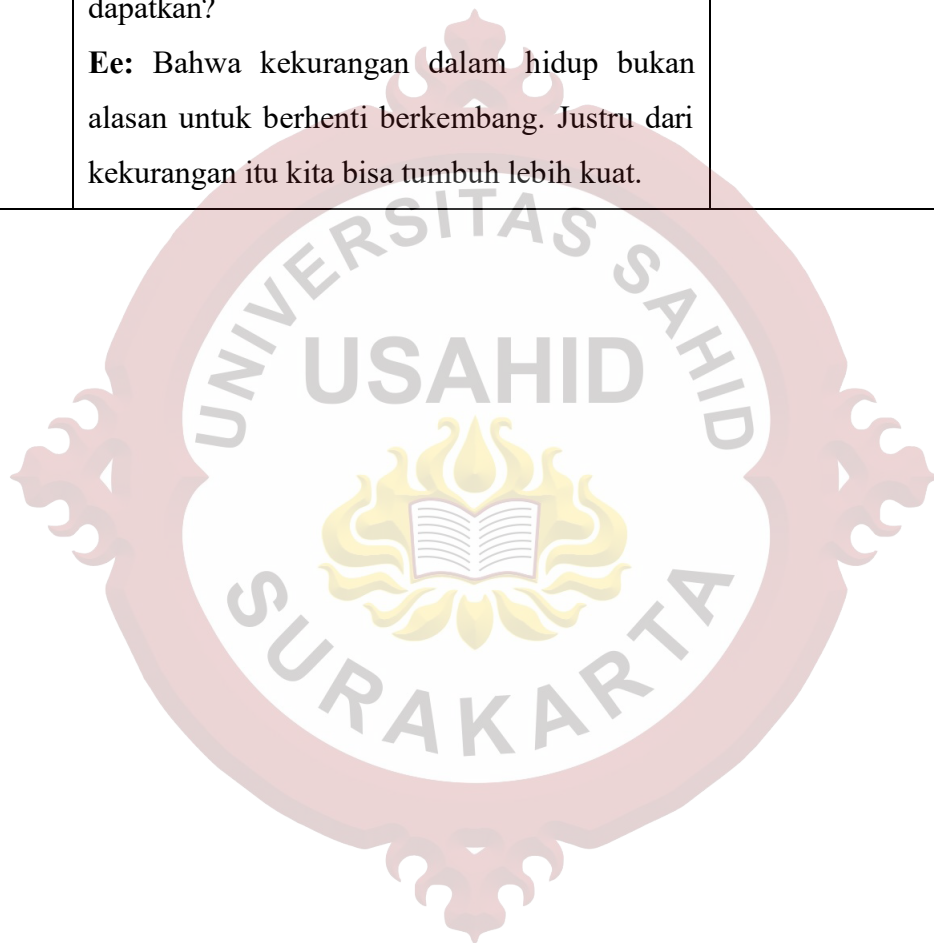 dapatkan?
Ee: Bahwa kekurangan dalam hidup bukan
alasan untuk berhenti berkembang. Justru dari
kekurangan itu kita bisa tumbuh lebih kuat.
UNIVERSITAS SAHID
USAHID
SURAKARTA